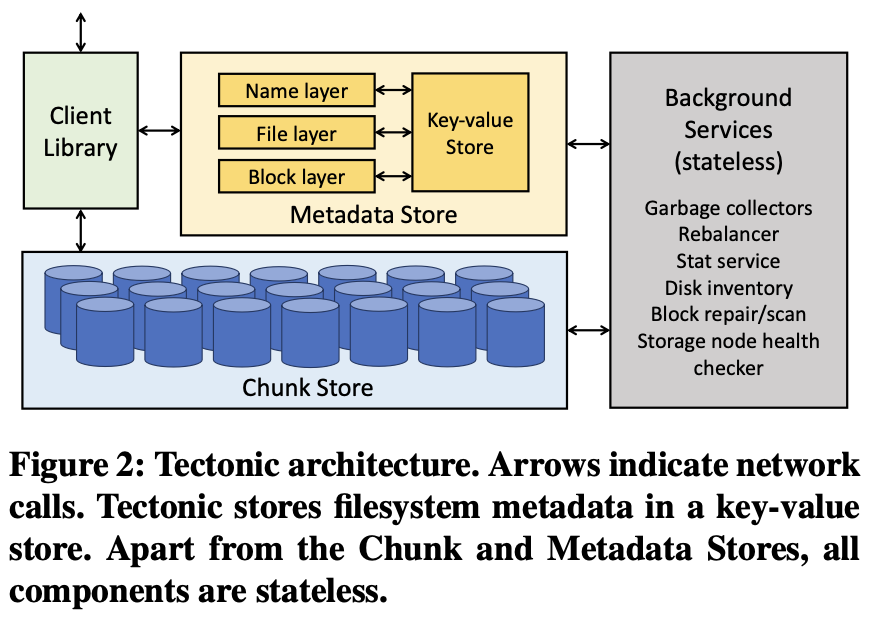 Client
Library
Name layer
File layer
Block layer
Key-value
Store
Metadata Store
Chunk Store
Background
Services
(stateless)
Garbage collectors
Rebalancer
Stat service
Disk inventory
Block repair/scan
Storage node health
checker
Figure 2: Tectonic architecture. Arrows indicate network
calls. Tectonic stores filesystem metadata in a key-value
store. Apart from the Chunk and Metadata Stores, all
components are stateless.